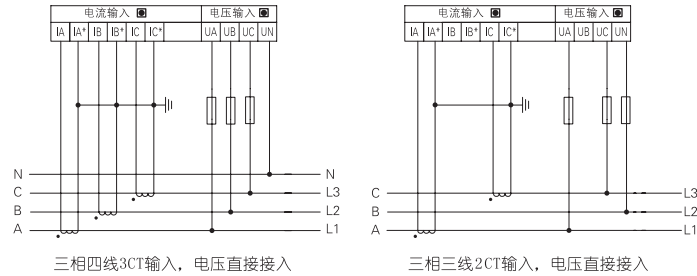 电流输入 电压输入
IA IA* IB IB* IC IC* UA UB UC UN
N N
C L3
B L2
A L1
三相四线3CT输入，电压直接接入
电流输入 电压输入
IA IA* IB IB* IC IC* UA UB UC UN
C L3
B L2
A L1
三相三线2CT输入，电压直接接入